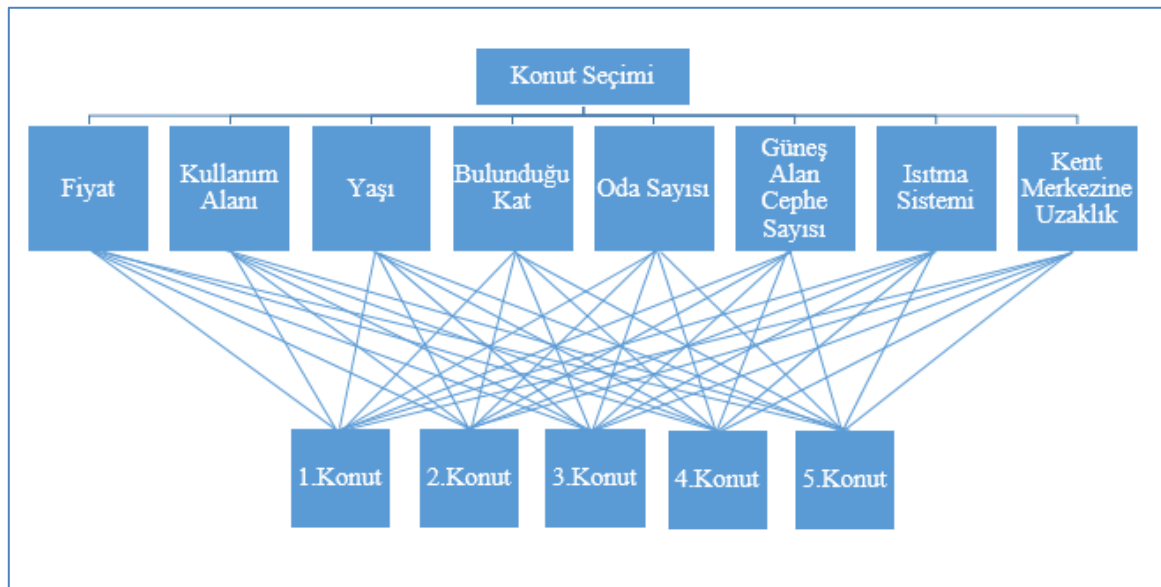 Konut Seçimi
Fiyat
Kullanım
Alanı
Yaşı
Bulunduğu
Kat
Oda Sayısı
Güneş
Alan
Cephe
Sayısı
Isıtma
Sistemi
Kent
Merkezine
Uzaklık
1.Konut
2.Konut
3.Konut
4.Konut
5.Konut